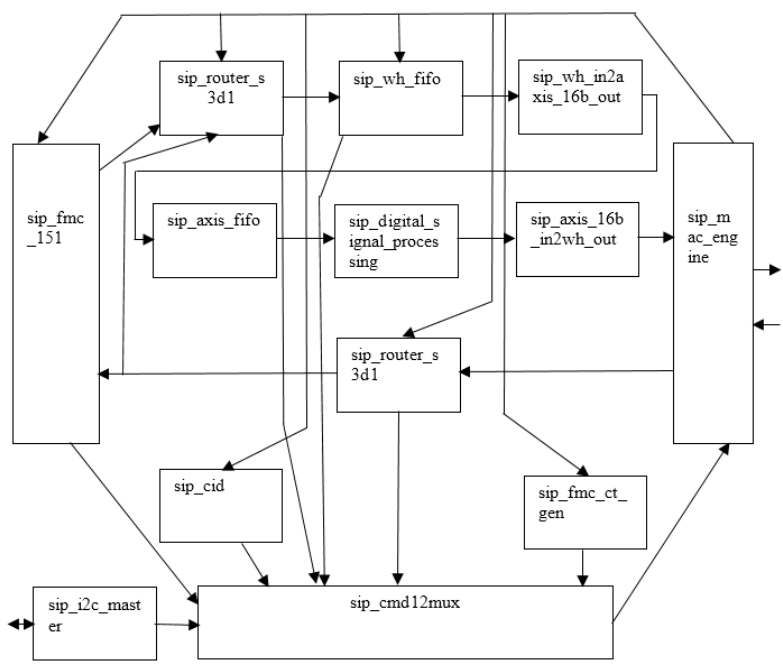 sip_router_s
3d1
sip_wh_fifo
sip_wh_in2a
xis_16b_out
sip_fmc
_151
sip_axis_fifo
sip_digital_s
ignal_proces
sing
sip_axis_16b
_in2wh_out
sip_m
ac_eng
ine
sip_router_s
3d1
sip_cid
sip_fmc_ct_
gen
sip_i2c_mast
er
sip_cmd12mux